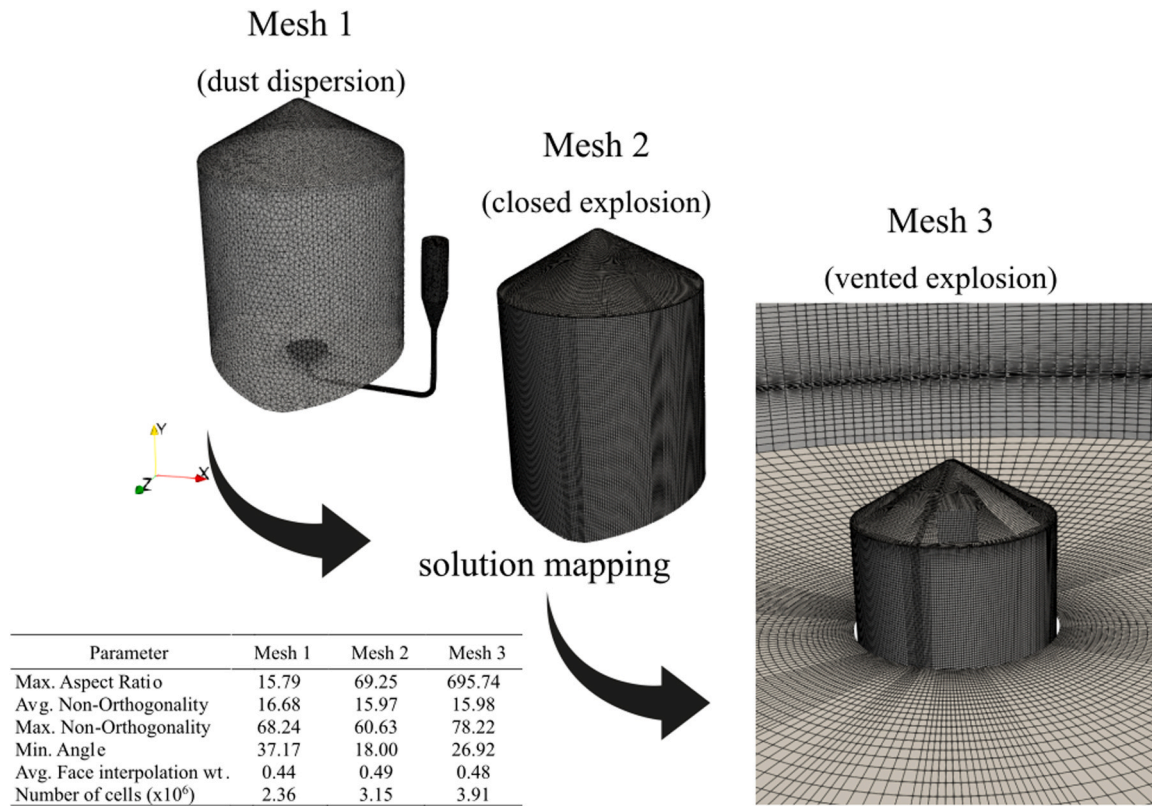 Mesh 1
(dust dispersion)
Mesh 2
(closed explosion)
Mesh 3
(vented explosion)
Y
Z X
solution mapping
Parameter Mesh 1 Mesh 2 Mesh 3
Max. Aspect Ratio 15.79 69.25 695.74
Avg. Non-Orthogonality 16.68 15.97 15.98
Max. Non-Orthogonality 68.24 60.63 78.22
Min. Angle 37.17 18.00 26.92
Avg. Face interpolation wt. 0.44 0.49 0.48
Number of cells (x10⁶) 2.36 3.15 3.91